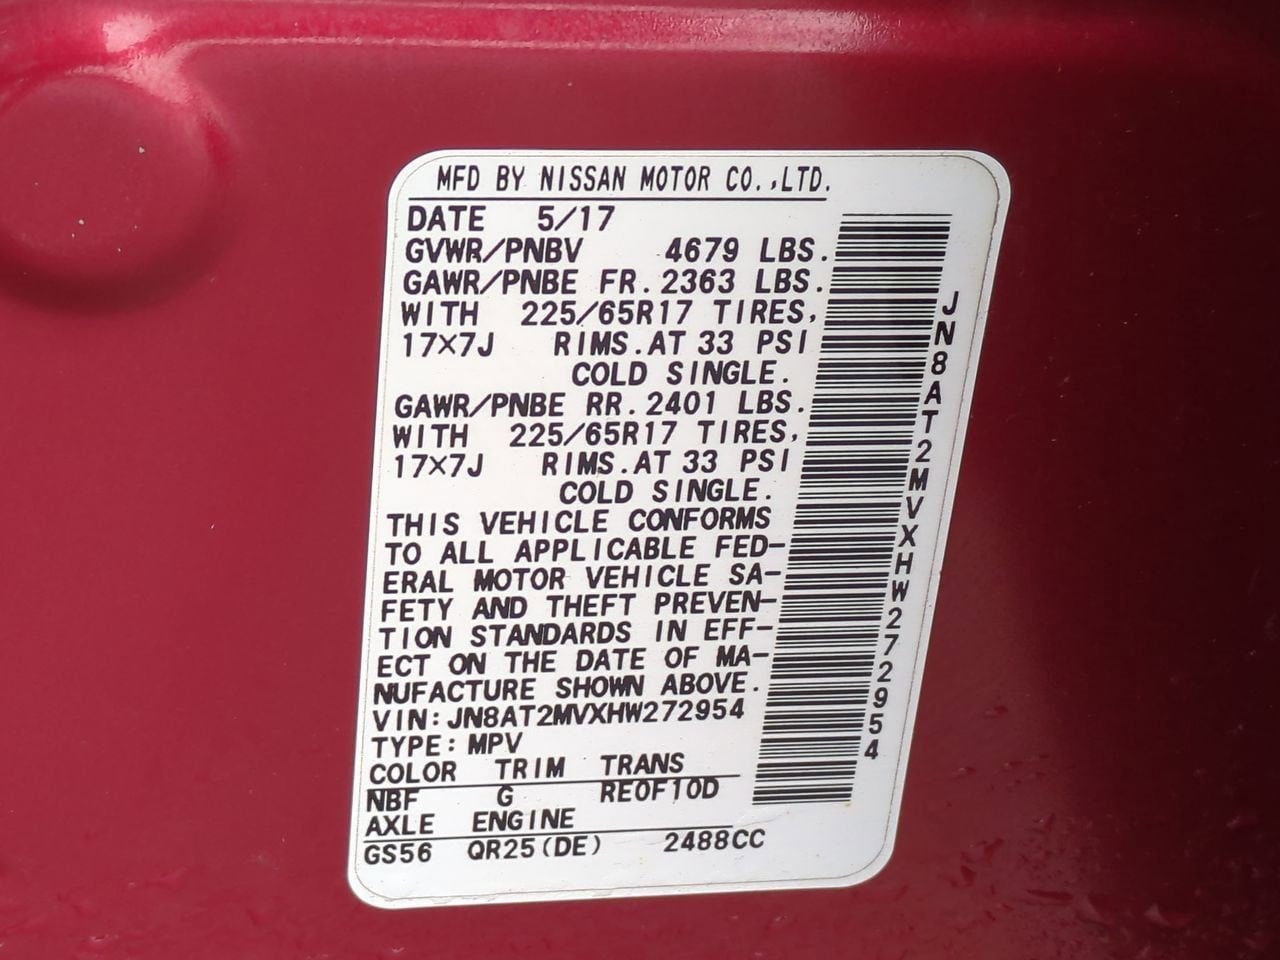 MFD BY NISSAN MOTOR CO.,LTD.
DATE 5/17
GVWR/PNBV 4679 LBS.
GAWR/PNBE FR. 2363 LBS.
WITH 225/65R17 TIRES,
17×7J RIMS.AT 33 PSI
COLD SINGLE.
GAWR/PNBE RR. 2401 LBS.
WITH 225/65R17 TIRES,
17×7J RIMS.AT 33 PSI
COLD SINGLE.
THIS VEHICLE CONFORMS
TO ALL APPLICABLE FED-
ERAL MOTOR VEHICLE SA-
FETY AND THEFT PREVEN-
TION STANDARDS IN EFF-
ECT ON THE DATE OF MA-
NUFACTURE SHOWN ABOVE.
VIN:JN8AT2MVXHW272954
TYPE:MPV
COLOR TRIM TRANS
NBF G RE0F10D
AXLE ENGINE
GS56 QR25(DE) 2488CC
JN8AT2MVXHW272954